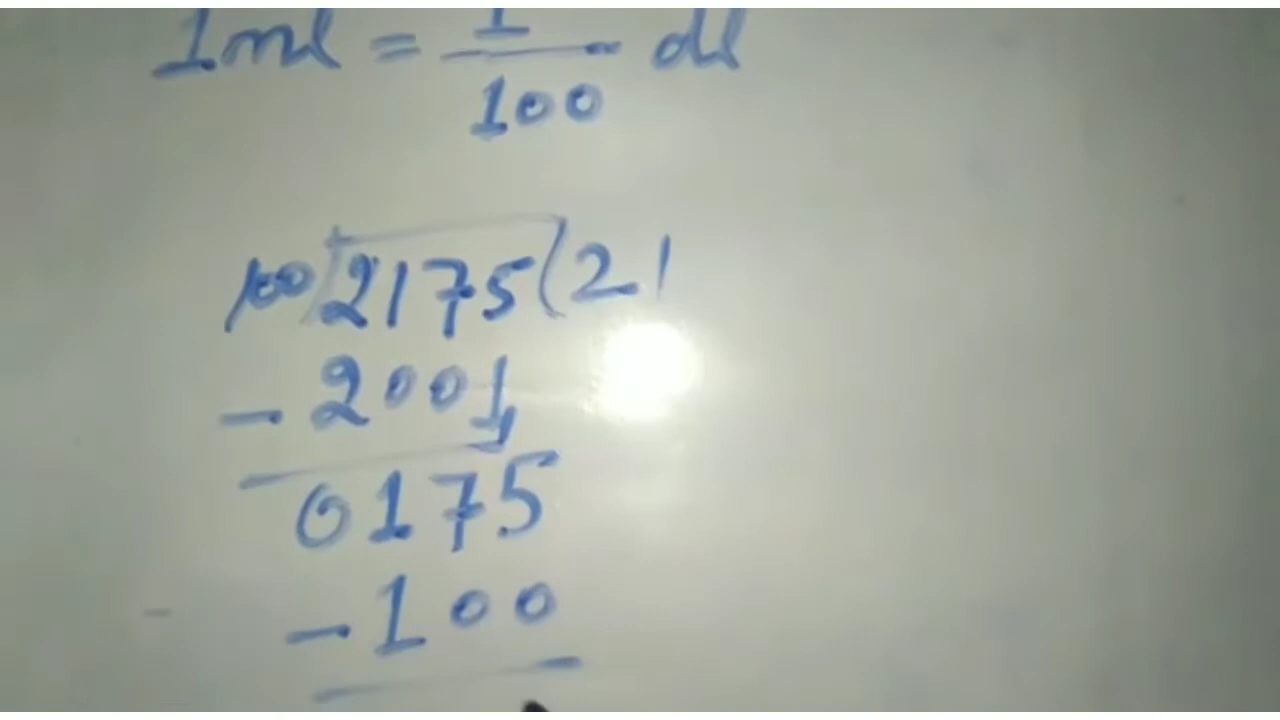 1ml = 1/100 dl
100)2175(21
- 200↓
0175
- 100